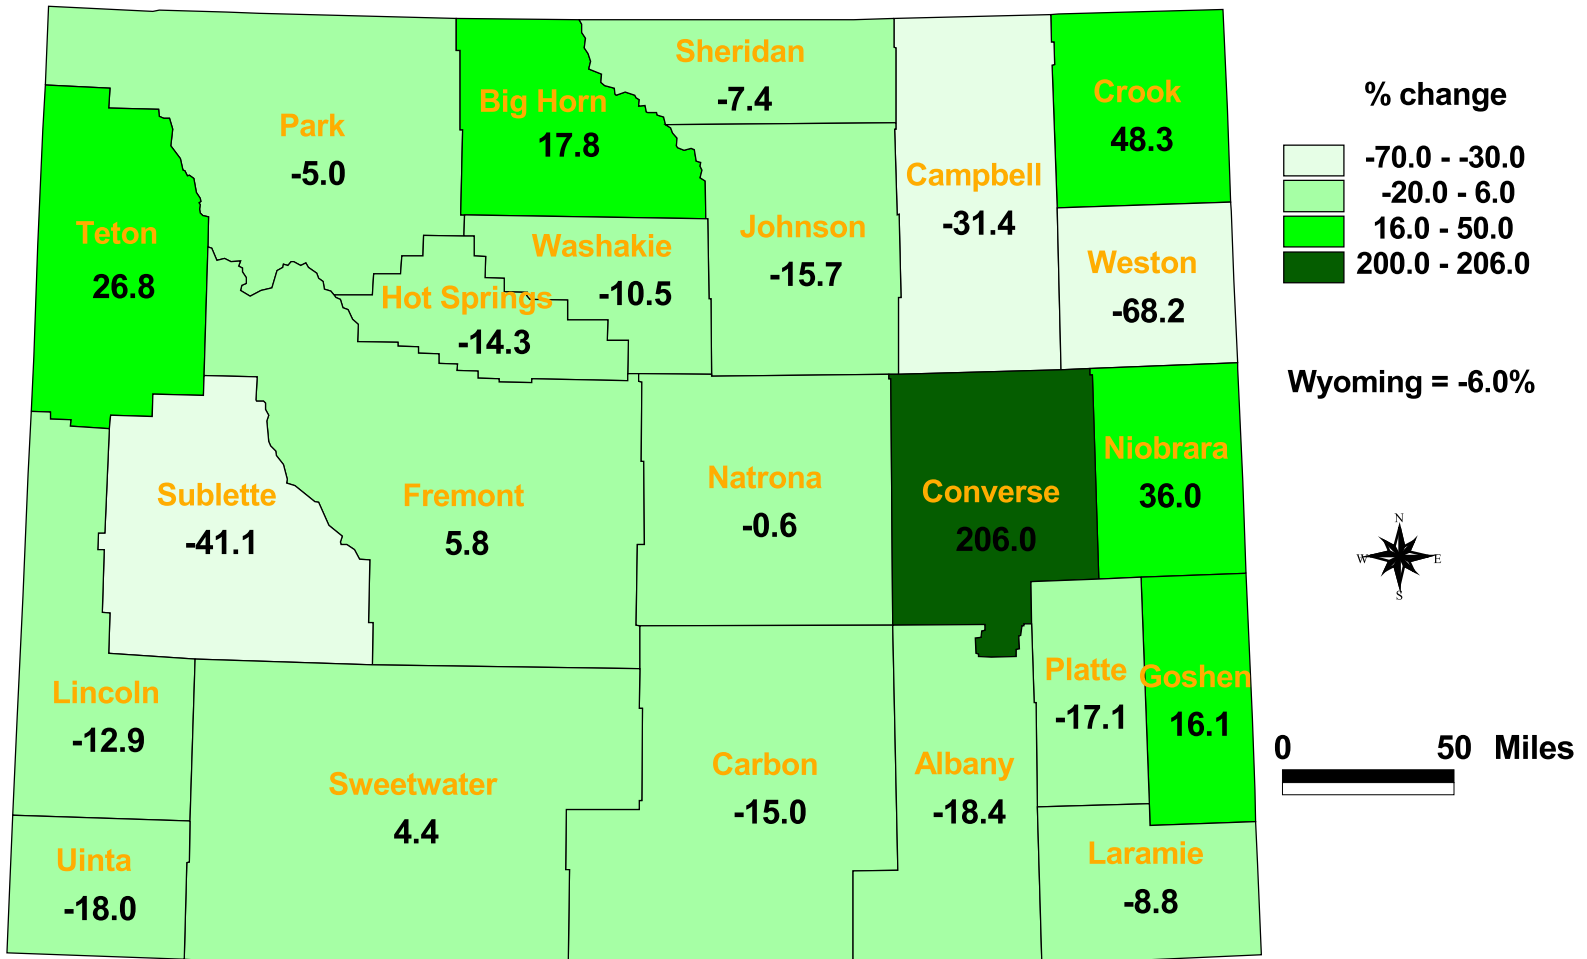 Sheridan
-7.4
Big Horn
17.8
Crook
48.3
Park
-5.0
Campbell
-31.4
Teton
26.8
Washakie
-10.5
Johnson
-15.7
Weston
-68.2
Hot Springs
-14.3
Sublette
-41.1
Fremont
5.8
Natrona
-0.6
Converse
206.0
Niobrara
36.0
Lincoln
-12.9
Platte
-17.1
Goshen
16.1
Sweetwater
4.4
Carbon
-15.0
Albany
-18.4
Uinta
-18.0
Laramie
-8.8
% change
-70.0 - -30.0
-20.0 - 6.0
16.0 - 50.0
200.0 - 206.0
Wyoming = -6.0%
N
W E
S
0 50 Miles